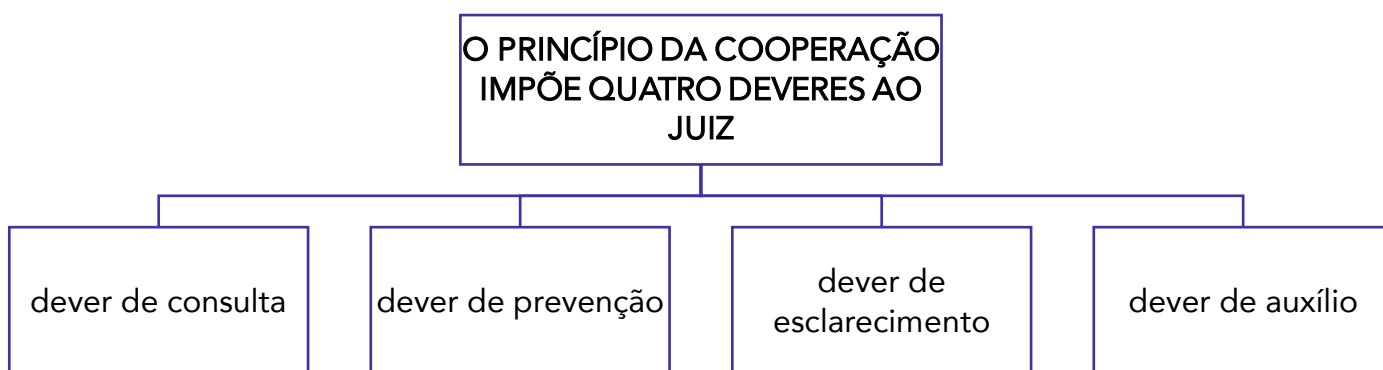 O PRINCÍPIO DA COOPERAÇÃO
IMPÕE QUATRO DEVERES AO
JUIZ
dever de consulta
dever de prevenção
dever de
esclarecimento
dever de auxílio